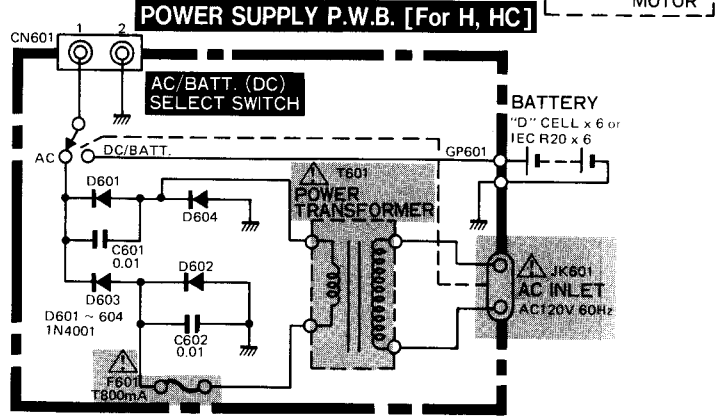 MOTOR
POWER SUPPLY P.W.B. [For H, HC]
CN601
1 2
AC/BATT. (DC)
SELECT SWITCH
BATTERY
"D" CELL x 6 or
IEC R20 x 6
AC
DC/BATT.
GP601
D601
D604
T601
POWER
TRANSFORMER
C601
0.01
D602
D603
D601 ~ 604
1N4001
C602
0.01
JK601
AC INLET
AC120V 60Hz
F601
T800mA